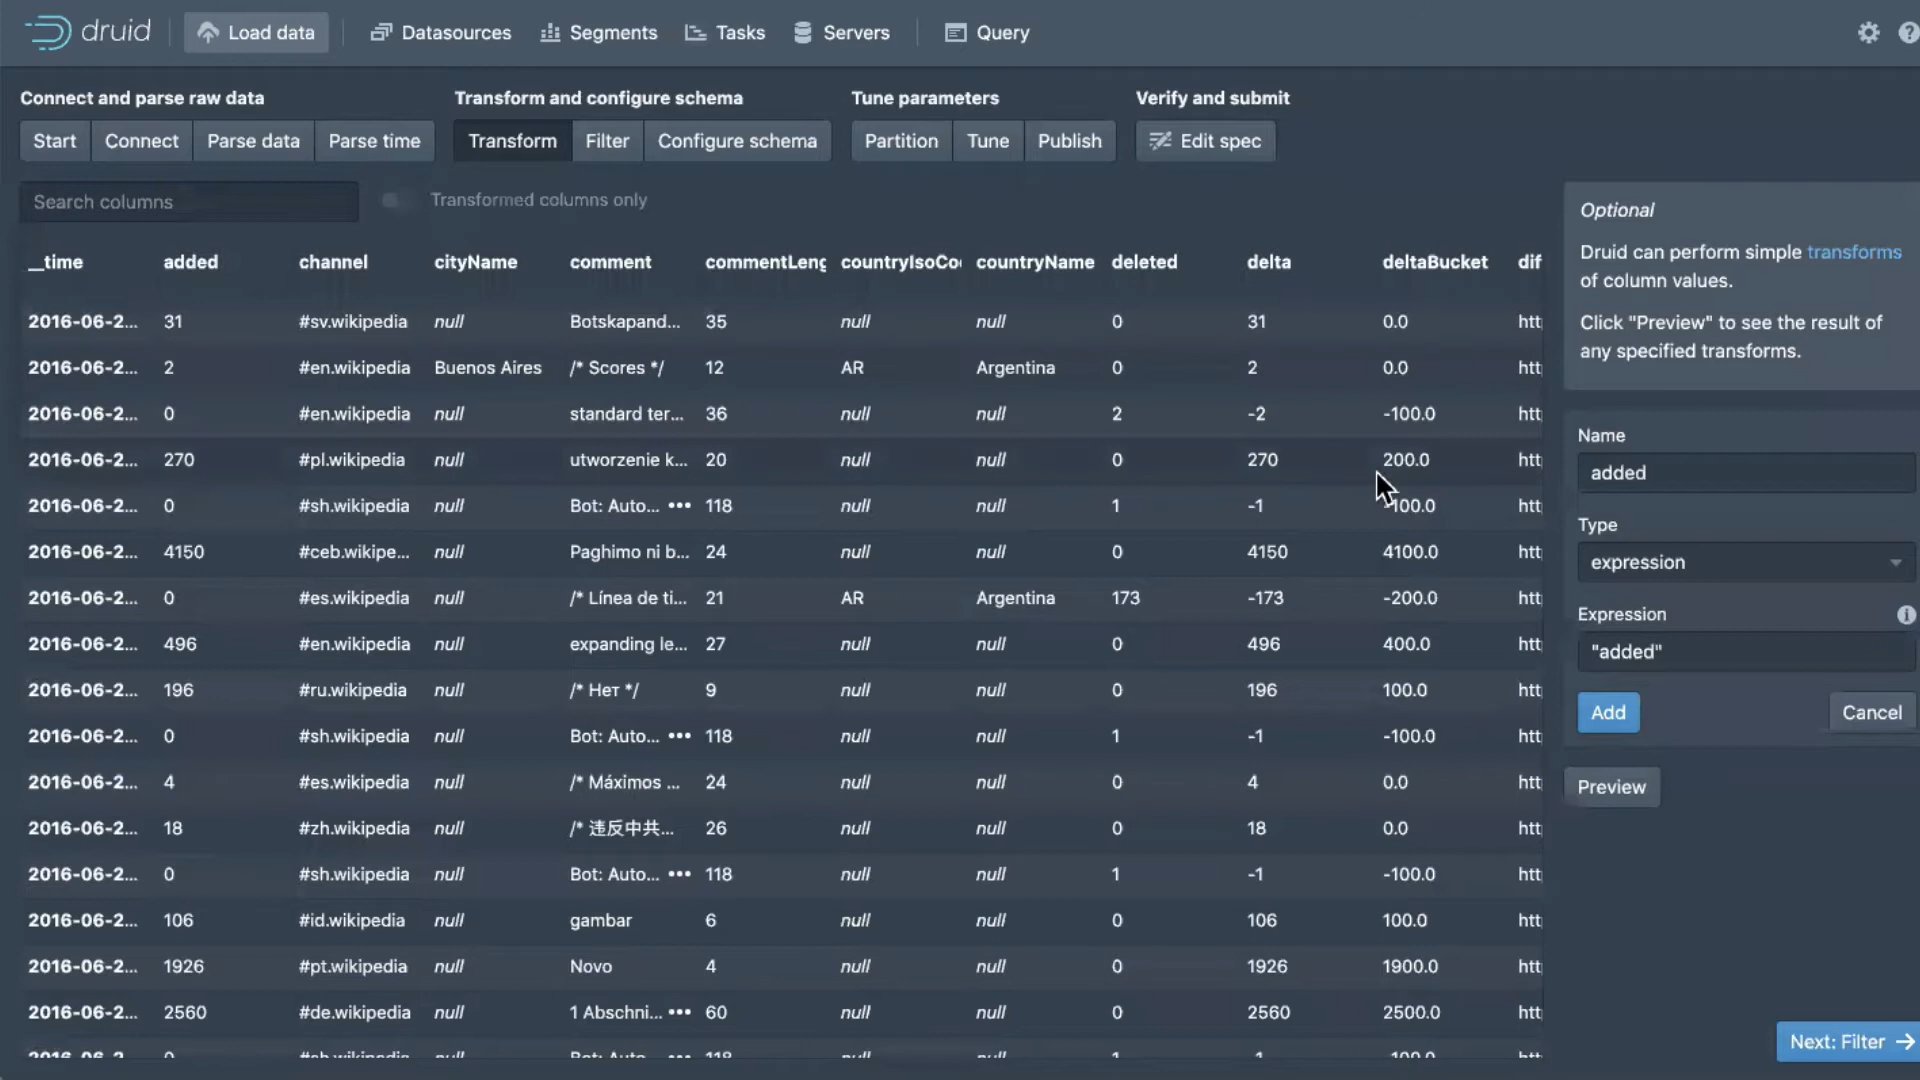 druid Load data Datasources Segments Tasks Servers Query
Connect and parse raw data Transform and configure schema Tune parameters Verify and submit
Start Connect Parse data Parse time Transform Filter Configure schema Partition Tune Publish Edit spec
Search columns Transformed columns only
__time added channel cityName comment commentLeng countryIsoCo countryName deleted delta deltaBucket dif
2016-06-2... 31 #sv.wikipedia null Botskapand... 35 null null 0 31 0.0 htt
2016-06-2... 2 #en.wikipedia Buenos Aires /* Scores */ 12 AR Argentina 0 2 0.0 htt
2016-06-2... 0 #en.wikipedia null standard ter... 36 null null 2 -2 -100.0 htt
2016-06-2... 270 #pl.wikipedia null utworzenie k... 20 null null 0 270 200.0 htt
2016-06-2... 0 #sh.wikipedia null Bot: Auto... ••• 118 null null 1 -1 -100.0 htt
2016-06-2... 4150 #ceb.wikipe... null Paghimo ni b... 24 null null 0 4150 4100.0 htt
2016-06-2... 0 #es.wikipedia null /* Línea de ti... 21 AR Argentina 173 -173 -200.0 htt
2016-06-2... 496 #en.wikipedia null expanding le... 27 null null 0 496 400.0 htt
2016-06-2... 196 #ru.wikipedia null /* Нет */ 9 null null 0 196 100.0 htt
2016-06-2... 0 #sh.wikipedia null Bot: Auto... ••• 118 null null 1 -1 -100.0 htt
2016-06-2... 4 #es.wikipedia null /* Máximos ... 24 null null 0 4 0.0 htt
2016-06-2... 18 #zh.wikipedia null /* 违反中共... 26 null null 0 18 0.0 htt
2016-06-2... 0 #sh.wikipedia null Bot: Auto... ••• 118 null null 1 -1 -100.0 htt
2016-06-2... 106 #id.wikipedia null gambar 6 null null 0 106 100.0 htt
2016-06-2... 1926 #pt.wikipedia null Novo 4 null null 0 1926 1900.0 htt
2016-06-2... 2560 #de.wikipedia null 1 Abschni... ••• 60 null null 0 2560 2500.0 htt
Optional
Druid can perform simple transforms
of column values.
Click "Preview" to see the result of
any specified transforms.
Name
added
Type
expression
Expression
"added"
Add Cancel
Preview
Next: Filter